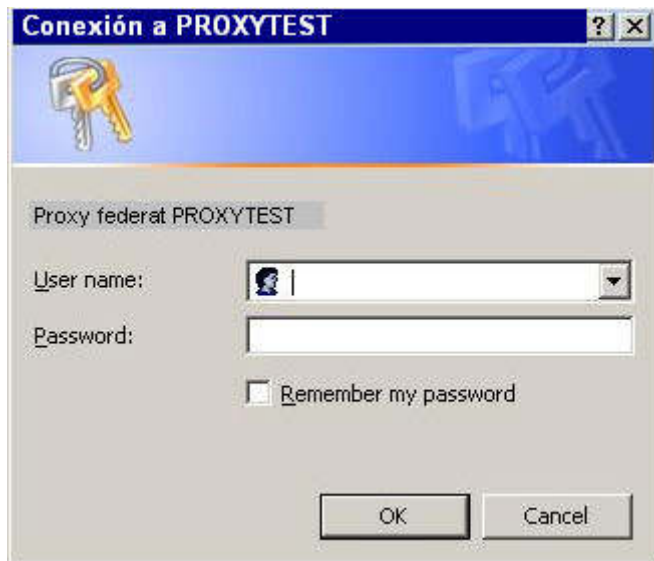 Conexión a PROXYTEST
Proxy federat PROXYTEST
User name:
Password:
Remember my password
OK
Cancel